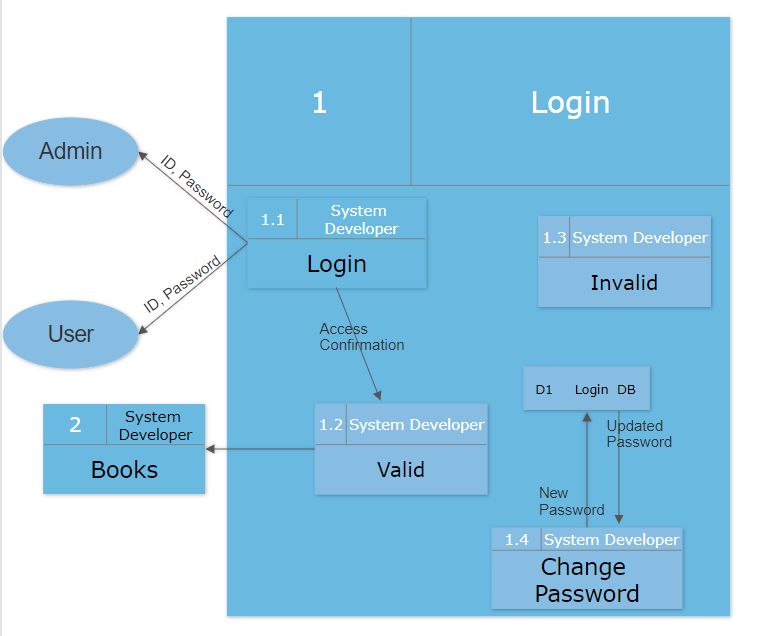 1
Login
Admin
ID, Password
1.1
System
Developer
Login
1.3
System Developer
Invalid
ID, Password
User
Access
Confirmation
D1 Login DB
2
System
Developer
Books
1.2
System Developer
Valid
Updated
Password
New
Password
1.4
System Developer
Change
Password